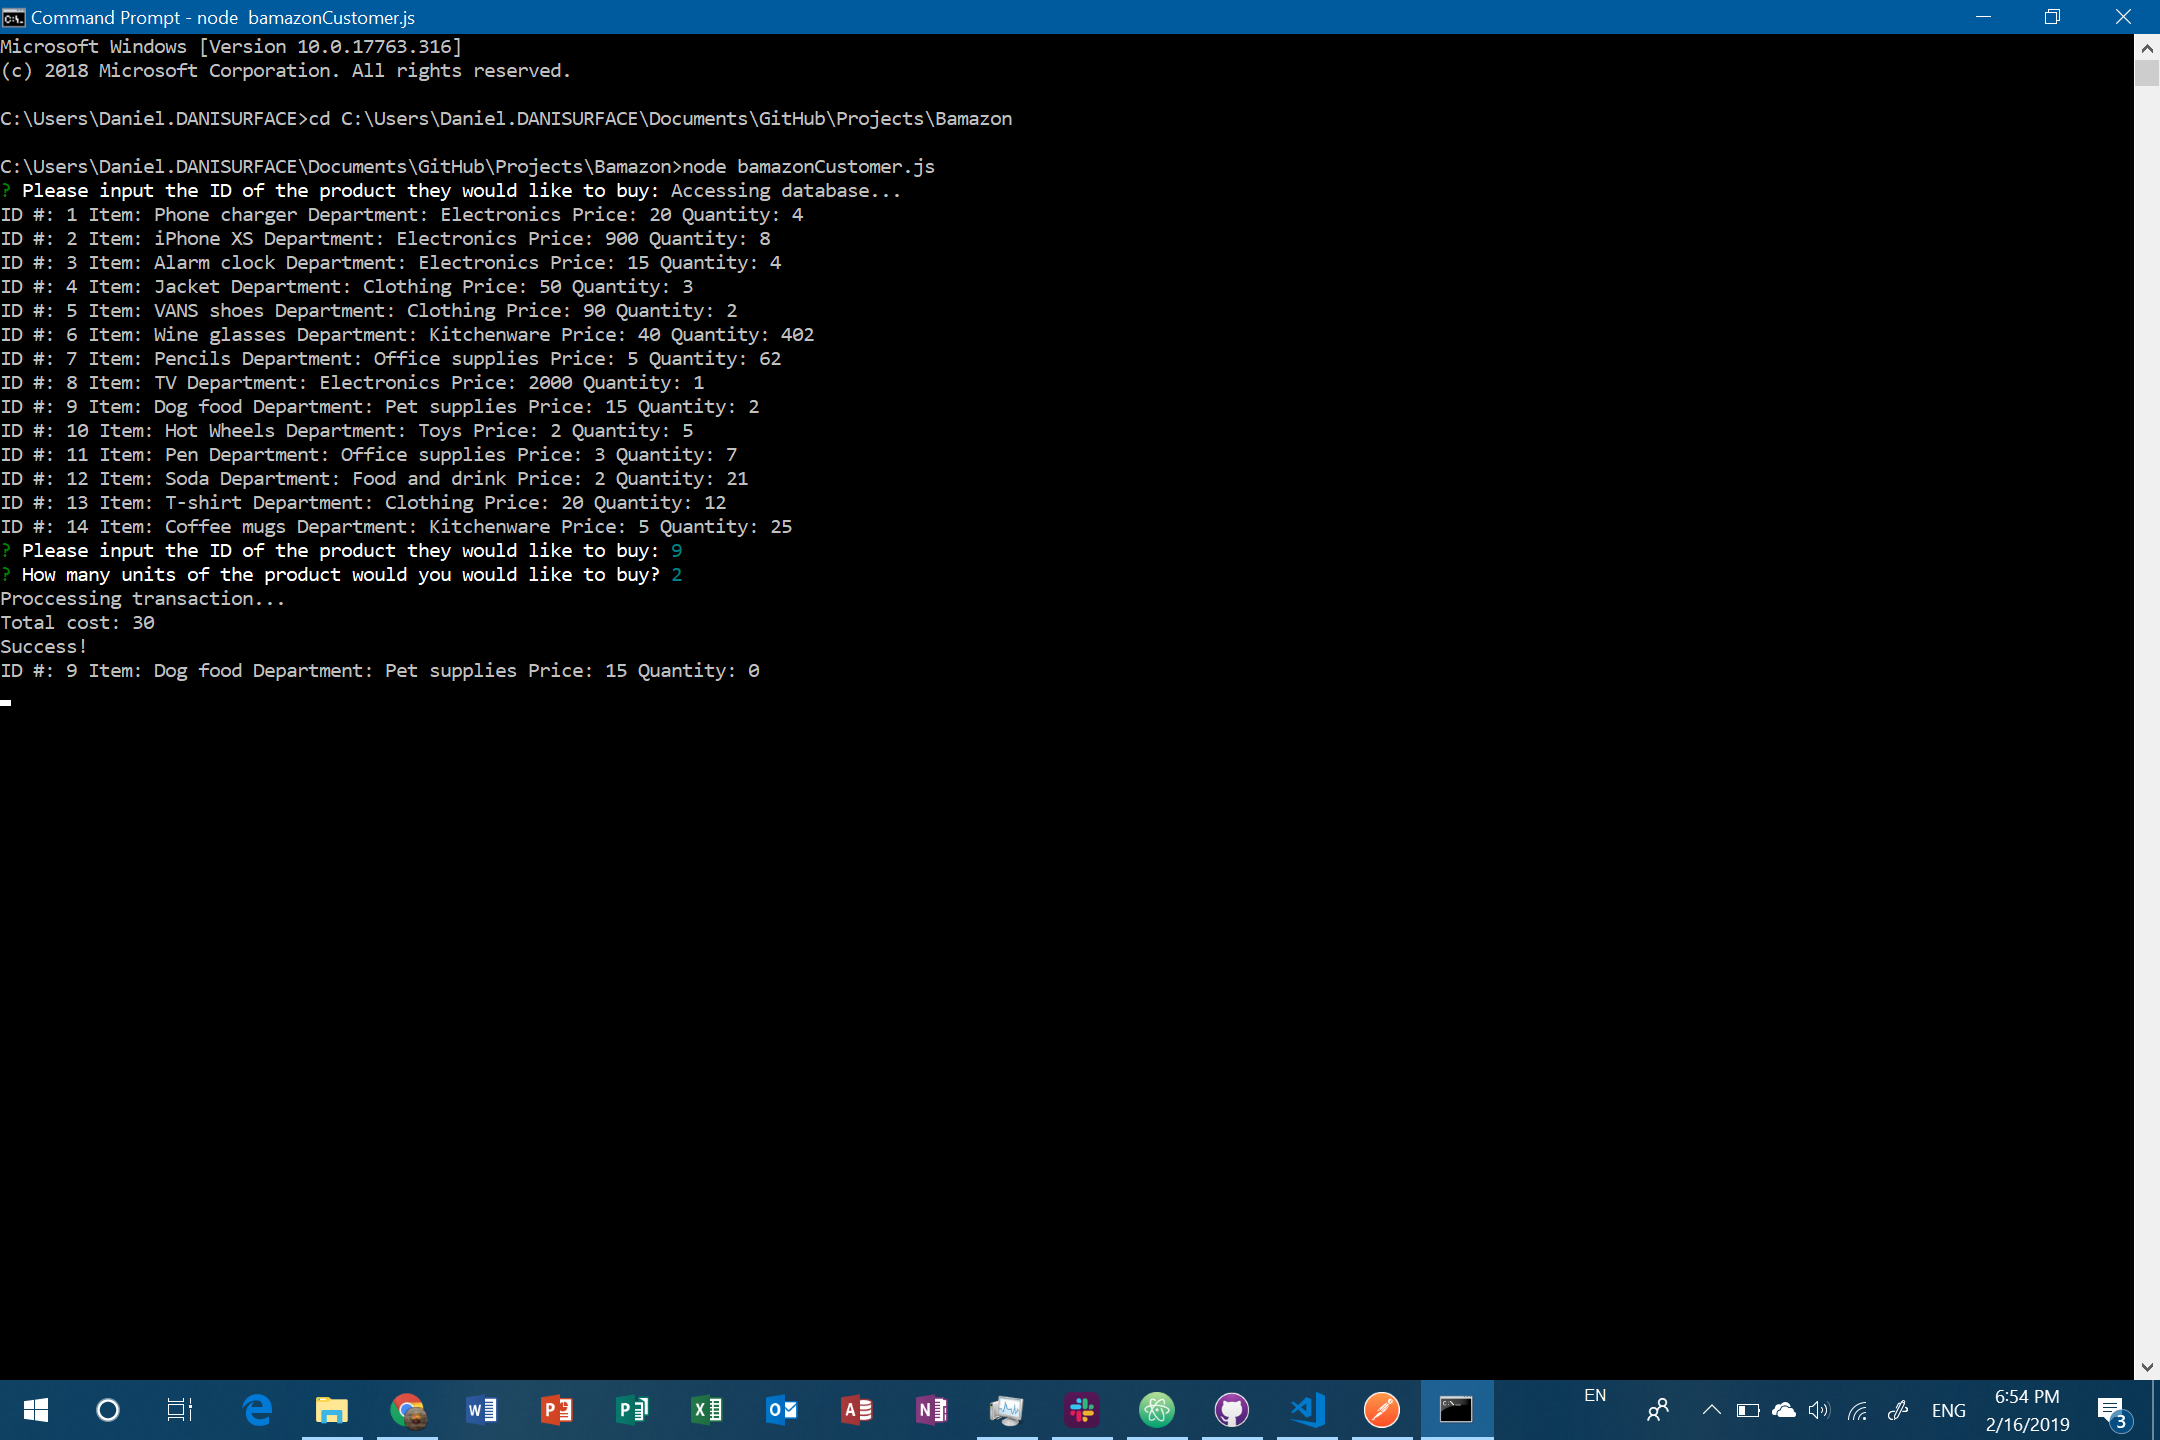 Command Prompt - node  bamazonCustomer.js
Microsoft Windows [Version 10.0.17763.316]
(c) 2018 Microsoft Corporation. All rights reserved.
C:\Users\Daniel.DANISURFACE>cd C:\Users\Daniel.DANISURFACE\Documents\GitHub\Projects\Bamazon
C:\Users\Daniel.DANISURFACE\Documents\GitHub\Projects\Bamazon>node bamazonCustomer.js
? Please input the ID of the product they would like to buy: Accessing database...
ID #: 1 Item: Phone charger Department: Electronics Price: 20 Quantity: 4
ID #: 2 Item: iPhone XS Department: Electronics Price: 900 Quantity: 8
ID #: 3 Item: Alarm clock Department: Electronics Price: 15 Quantity: 4
ID #: 4 Item: Jacket Department: Clothing Price: 50 Quantity: 3
ID #: 5 Item: VANS shoes Department: Clothing Price: 90 Quantity: 2
ID #: 6 Item: Wine glasses Department: Kitchenware Price: 40 Quantity: 402
ID #: 7 Item: Pencils Department: Office supplies Price: 5 Quantity: 62
ID #: 8 Item: TV Department: Electronics Price: 2000 Quantity: 1
ID #: 9 Item: Dog food Department: Pet supplies Price: 15 Quantity: 2
ID #: 10 Item: Hot Wheels Department: Toys Price: 2 Quantity: 5
ID #: 11 Item: Pen Department: Office supplies Price: 3 Quantity: 7
ID #: 12 Item: Soda Department: Food and drink Price: 2 Quantity: 21
ID #: 13 Item: T-shirt Department: Clothing Price: 20 Quantity: 12
ID #: 14 Item: Coffee mugs Department: Kitchenware Price: 5 Quantity: 25
? Please input the ID of the product they would like to buy: 9
? How many units of the product would you would like to buy? 2
Proccessing transaction...
Total cost: 30
Success!
ID #: 9 Item: Dog food Department: Pet supplies Price: 15 Quantity: 0
EN
ENG
6:54 PM
2/16/2019
3